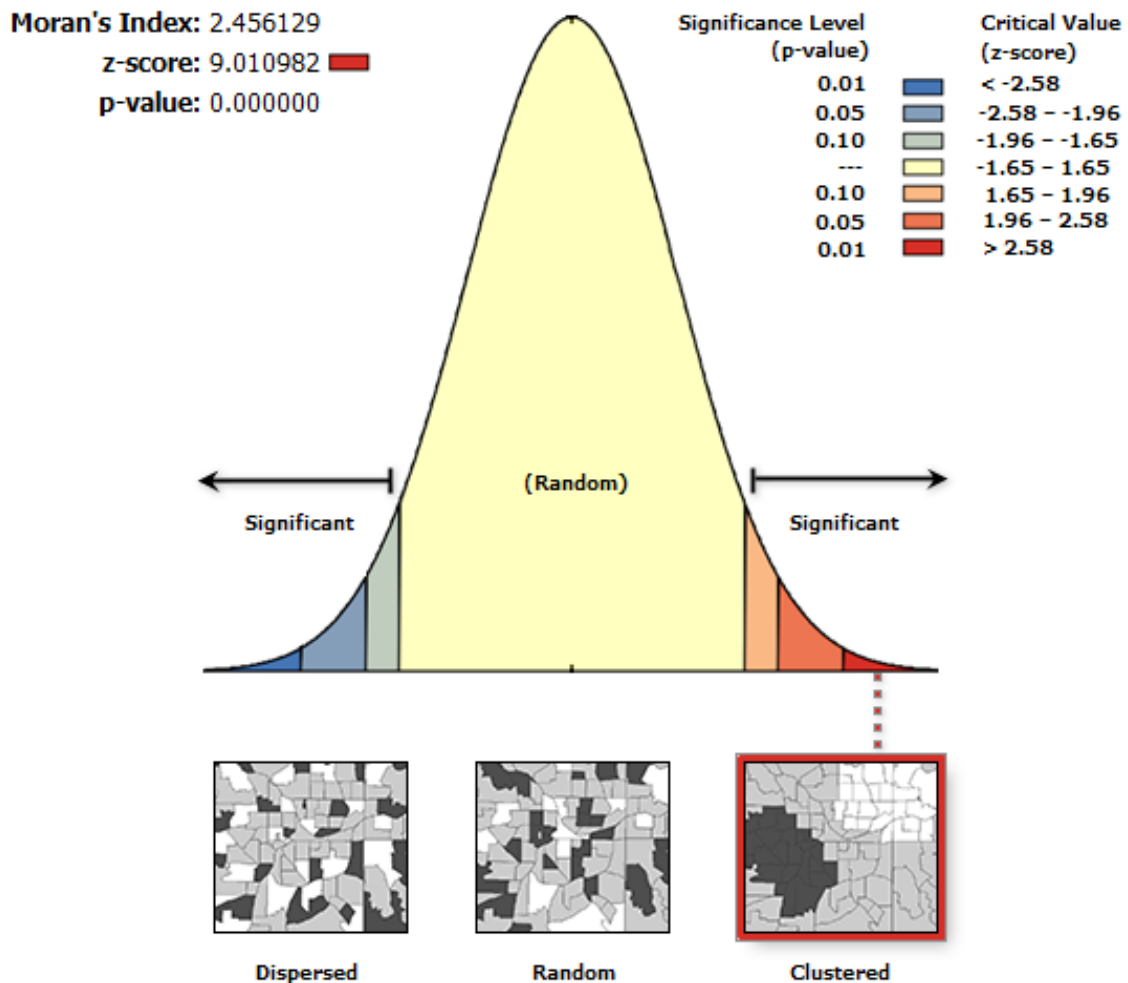 Moran's Index: 2.456129
z-score: 9.010982
p-value: 0.000000
Significance Level
(p-value)
Critical Value
(z-score)
0.01 < -2.58
0.05 -2.58 – -1.96
0.10 -1.96 – -1.65
--- -1.65 – 1.65
0.10 1.65 – 1.96
0.05 1.96 – 2.58
0.01 > 2.58
(Random)
Significant
Significant
Dispersed
Random
Clustered